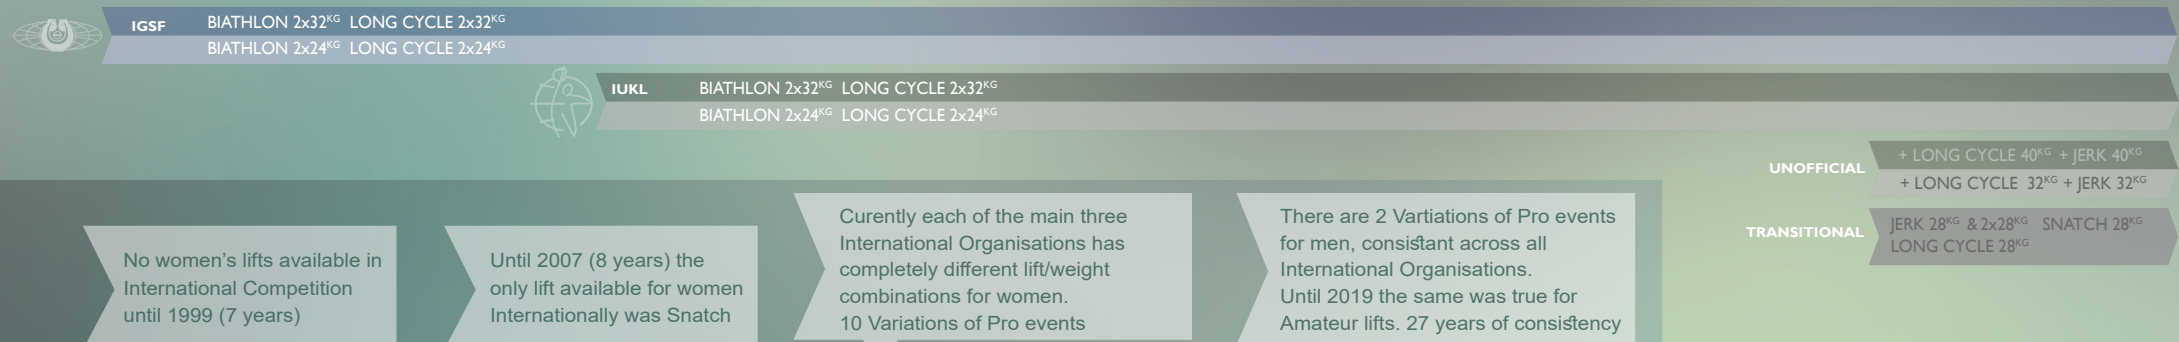 IGSF BIATHLON 2x32KG LONG CYCLE 2x32KG
BIATHLON 2x24KG LONG CYCLE 2x24KG
IUKL BIATHLON 2x32KG LONG CYCLE 2x32KG
BIATHLON 2x24KG LONG CYCLE 2x24KG
UNOFFICIAL
+ LONG CYCLE 40KG + JERK 40KG
+ LONG CYCLE 32KG + JERK 32KG
TRANSITIONAL
JERK 28KG & 2x28KG SNATCH 28KG
LONG CYCLE 28KG
No women's lifts available in
International Competition
until 1999 (7 years)
Until 2007 (8 years) the
only lift available for women
Internationally was Snatch
Curently each of the main three
International Organisations has
completely different lift/weight
combinations for women.
10 Variations of Pro events
There are 2 Vartiations of Pro events
for men, consistant across all
International Organisations.
Until 2019 the same was true for
Amateur lifts. 27 years of consistency